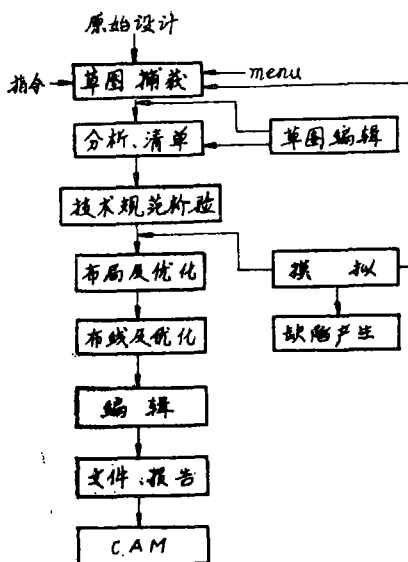 原始设计
指令
草图 捕获
menu
分析、清单
草图编辑
技术规范检验
布局及优化
模 拟
布线及优化
缺陷产生
编 辑
文件、报告
C A M